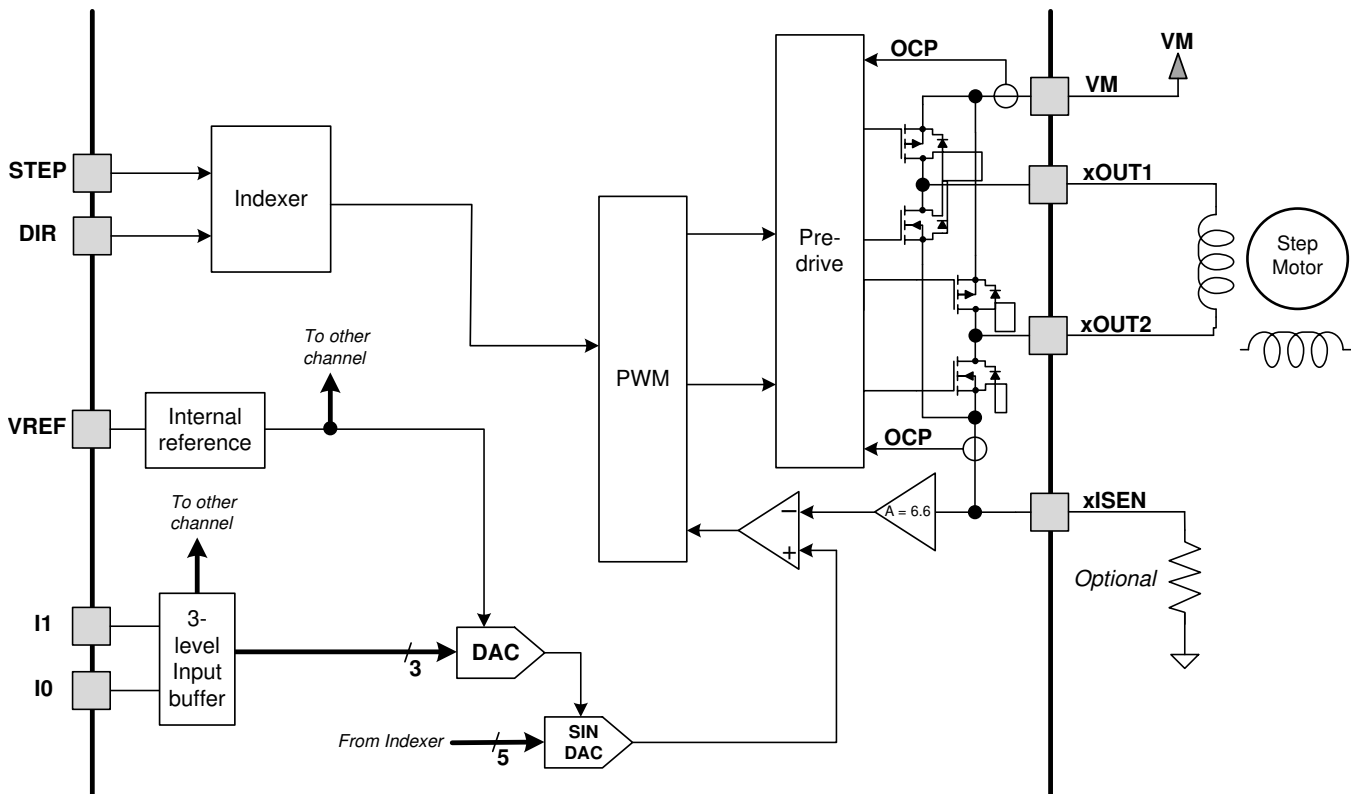 OCP
VM
VM
STEP
Indexer
DIR
xOUT1
Pre-
drive
Step
Motor
To other
channel
xOUT2
PWM
VREF
Internal
reference
OCP
To other
channel
A = 6.6
xISEN
−
+
Optional
I1
3-
level
Input
buffer
I0
3
DAC
From Indexer
5
SIN
DAC